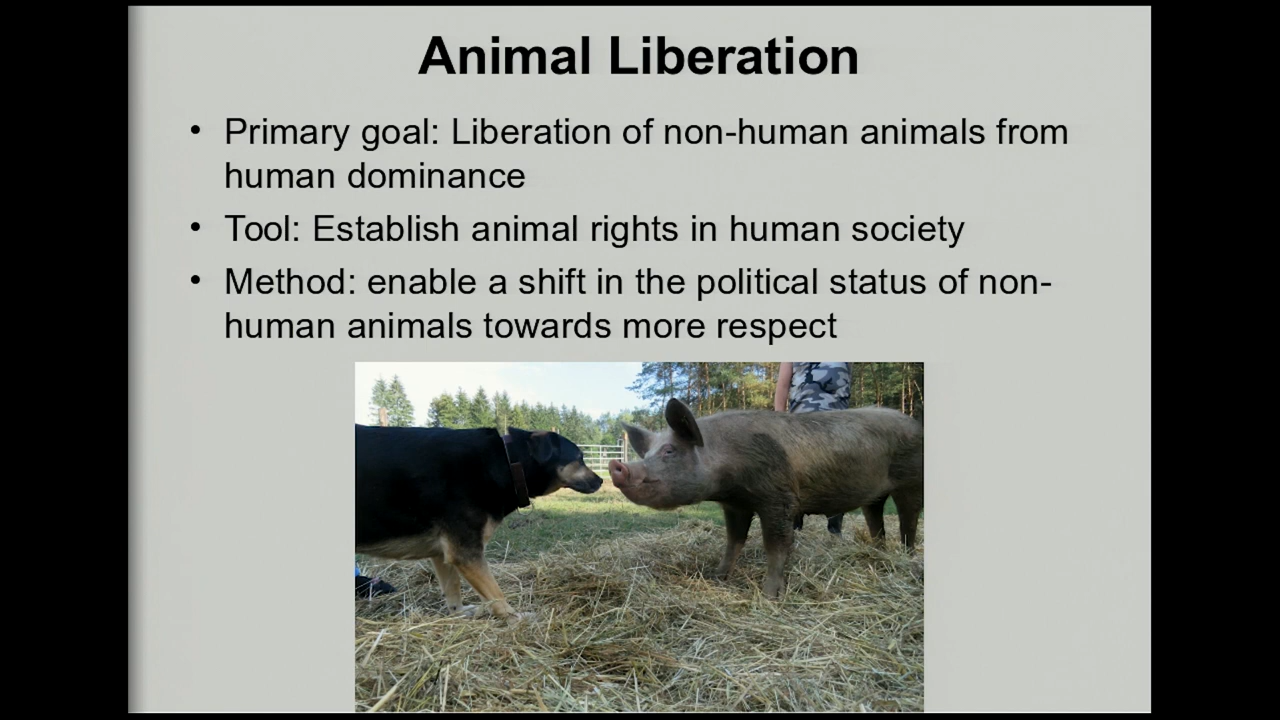 Animal Liberation
• Primary goal: Liberation of non-human animals from
human dominance
• Tool: Establish animal rights in human society
• Method: enable a shift in the political status of non-
human animals towards more respect